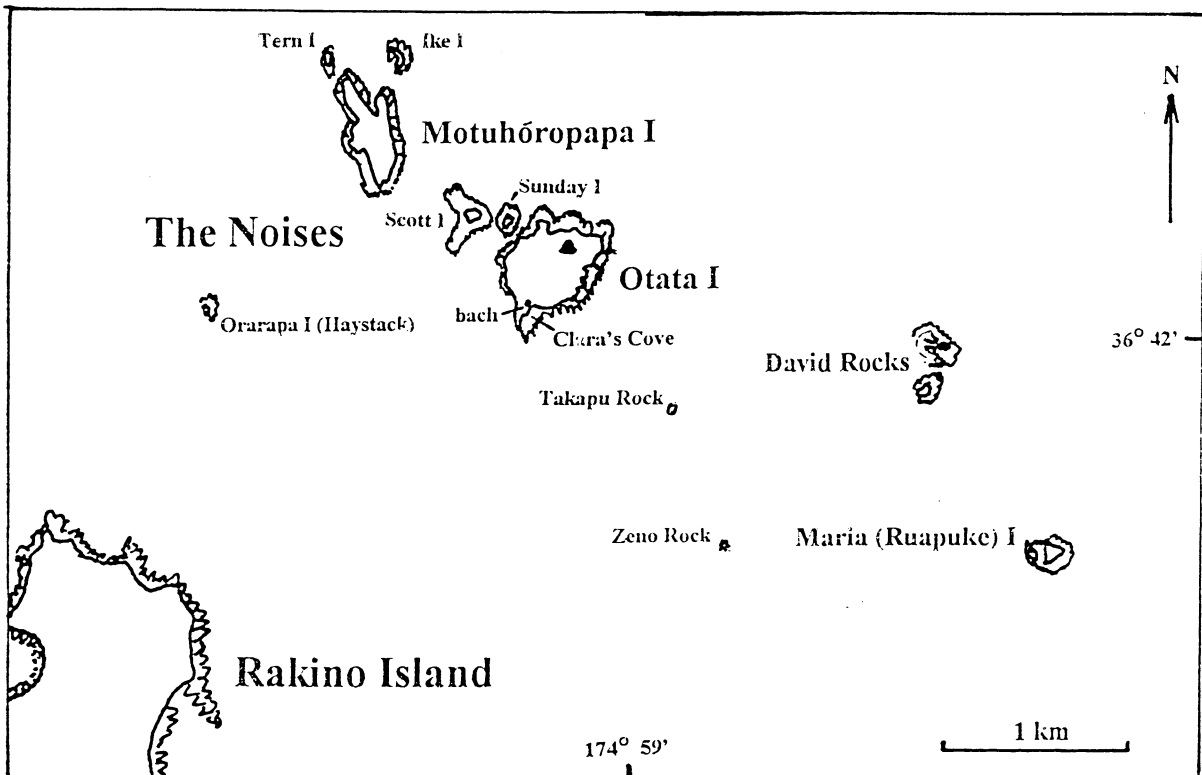 Tern I
Ike I
N
Motuhóropapa I
Sunday I
Scott I
The Noises
Otata I
bach
Orarapa I (Haystack)
Clara's Cove
36° 42'
David Rocks
Takapu Rock
Zeno Rock
Maria (Ruapuke) I
Rakino Island
1 km
174° 59'